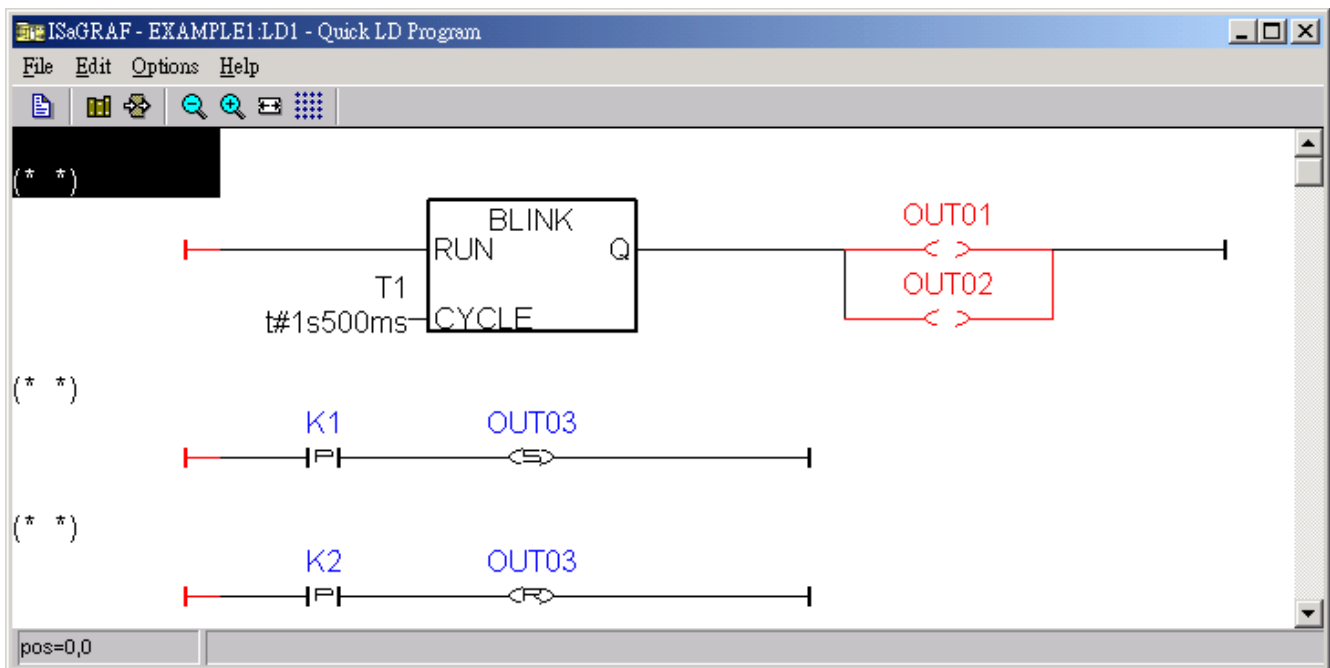 ISaGRAF - EXAMPLE1:LD1 - Quick LD Program
File Edit Options Help
(* *)
BLINK
RUN Q
T1
t#1s500ms
CYCLE
OUT01
OUT02
(* *)
K1 OUT03
P S
(* *)
K2 OUT03
P R
pos=0,0